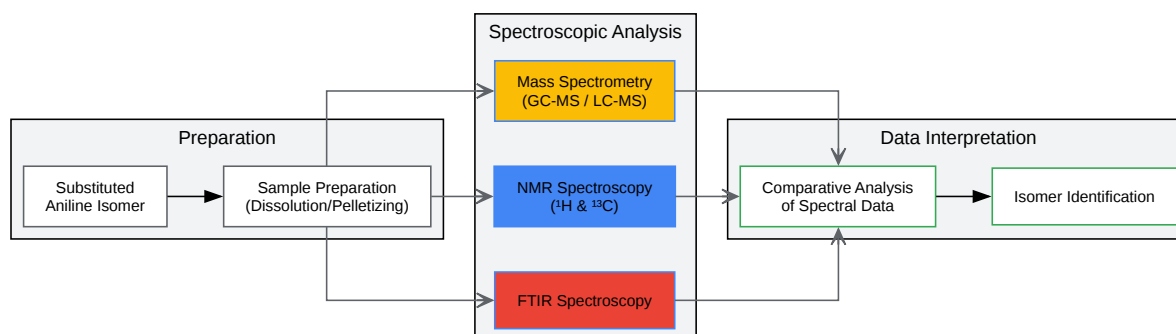 Spectroscopic Analysis
Mass Spectrometry
(GC-MS / LC-MS)
Preparation
Data Interpretation
Substituted
Aniline Isomer
Sample Preparation
(Dissolution/Pelletizing)
NMR Spectroscopy
(¹H & ¹³C)
Comparative Analysis
of Spectral Data
Isomer Identification
FTIR Spectroscopy